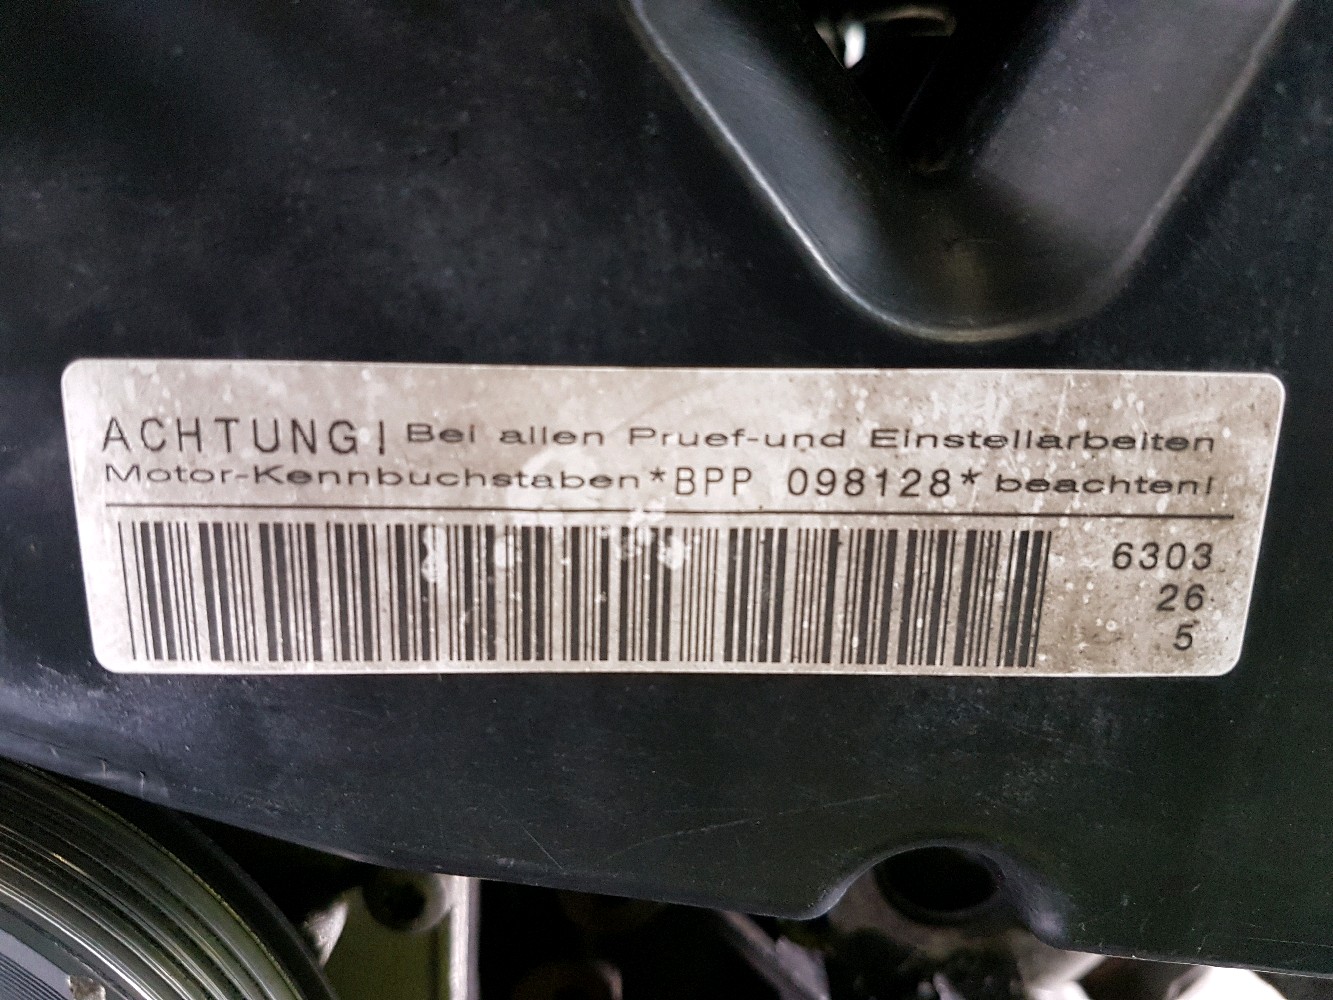 ACHTUNG! Bei allen Pruef-und Einstellarbeiten
Motor-Kennbuchstaben *BPP 098128* beachten!
6303
26
5